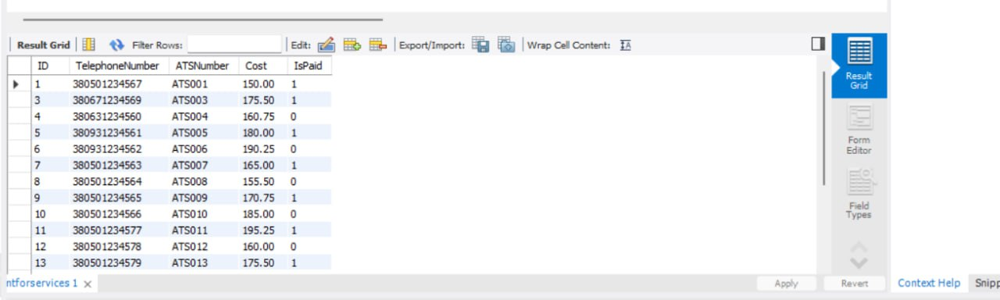 Result Grid Filter Rows: Edit: Export/Import: Wrap Cell Content:
ID TelephoneNumber ATSNumber Cost IsPaid
1 380501234567 ATS001 150.00 1
3 380671234569 ATS003 175.50 1
4 380631234560 ATS004 160.75 0
5 380931234561 ATS005 180.00 1
6 380931234562 ATS006 190.25 0
7 380501234563 ATS007 165.00 1
8 380501234564 ATS008 155.50 0
9 380501234565 ATS009 170.75 1
10 380501234566 ATS010 185.00 0
11 380501234577 ATS011 195.25 1
12 380501234578 ATS012 160.00 0
13 380501234579 ATS013 175.50 1
Result
Grid
Form
Editor
Field
Types
ntforservices 1 Apply Revert Context Help Snipp